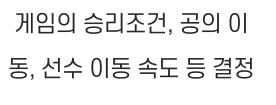 게임의 승리조건, 공의 이
동, 선수 이동 속도 등 결정